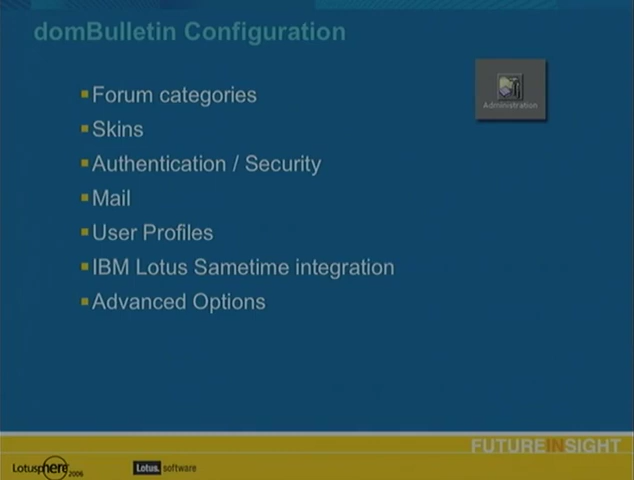 domBulletin Configuration
Forum categories
Administration
Skins
Authentication / Security
Mail
User Profiles
IBM Lotus Sametime integration
Advanced Options
FUTUREINSIGHT
Lotusphere 2006
Lotus. software